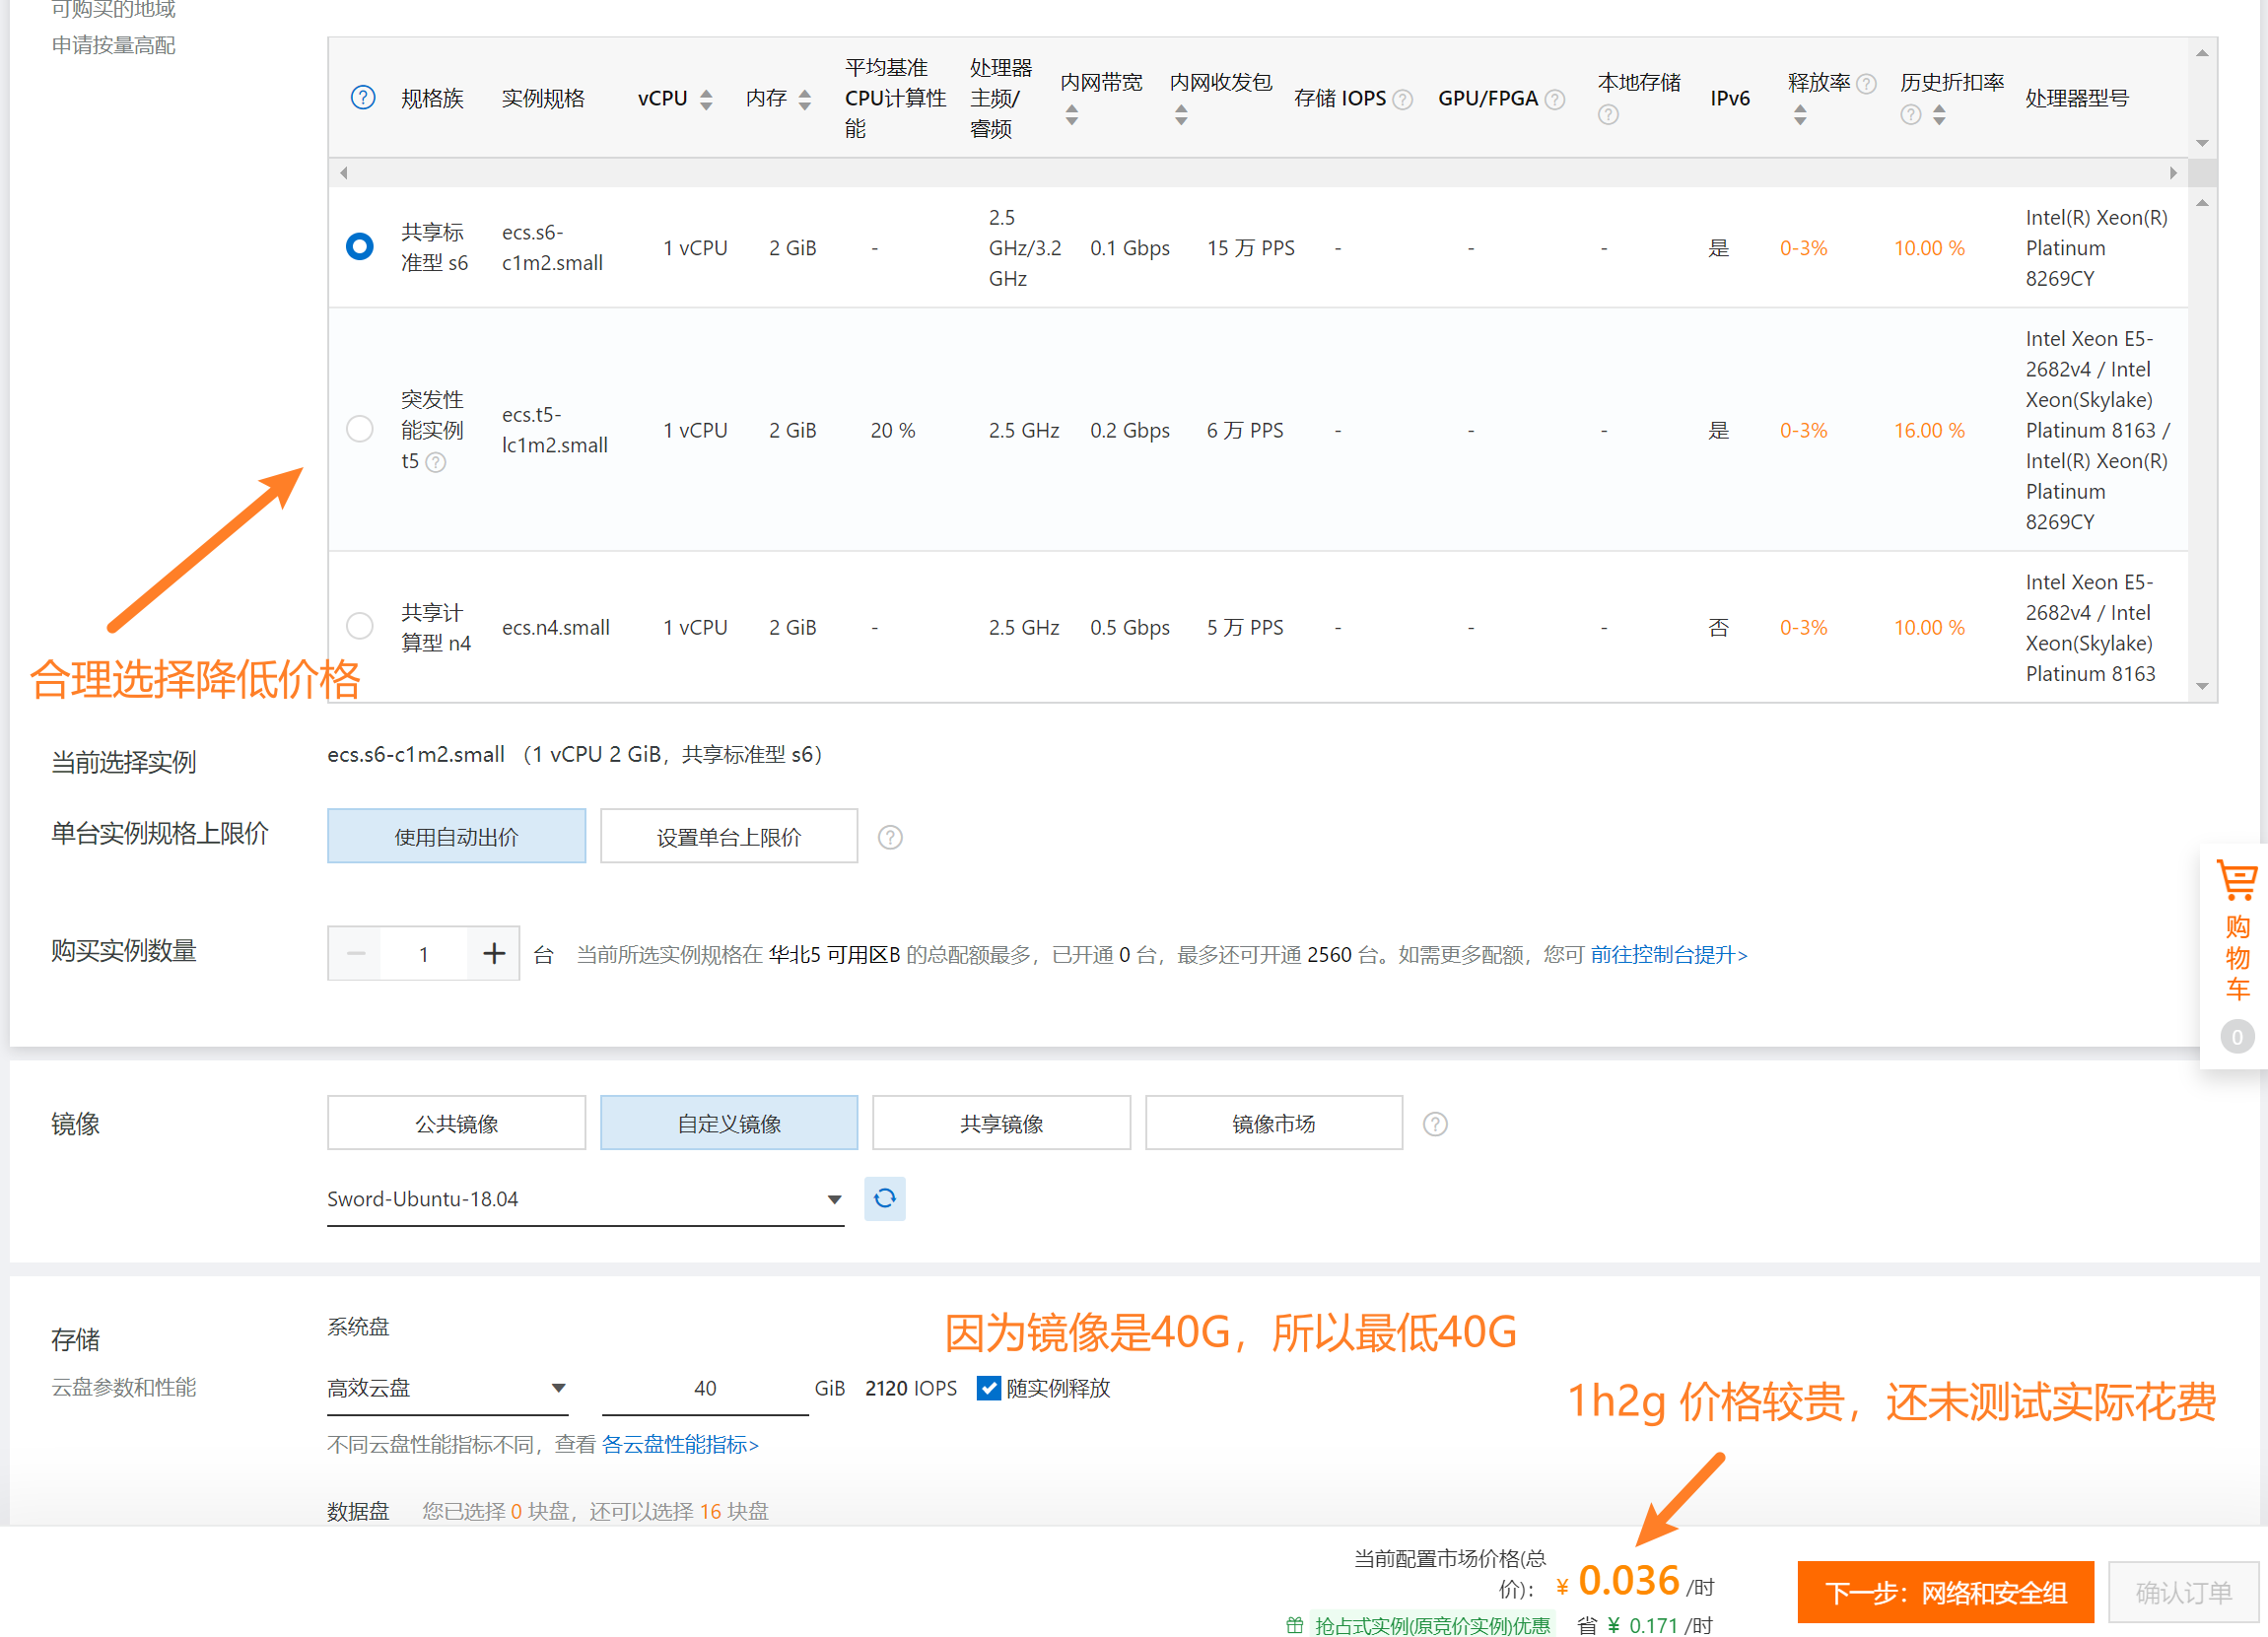 可购买的地域
申请按量高配
规格族 实例规格 vCPU 内存 平均基准CPU计算性能 处理器主频/睿频 内网带宽 内网收发包 存储 IOPS GPU/FPGA 本地存储 IPv6 释放率 历史折扣率 处理器型号
共享标准型 s6 ecs.s6-c1m2.small 1 vCPU 2 GiB - 2.5 GHz/3.2 GHz 0.1 Gbps 15 万 PPS - - - 是 0-3% 10.00 % Intel(R) Xeon(R) Platinum 8269CY
突发性能实例 t5 ecs.t5-lc1m2.small 1 vCPU 2 GiB 20 % 2.5 GHz 0.2 Gbps 6 万 PPS - - - 是 0-3% 16.00 % Intel Xeon E5-2682v4 / Intel Xeon(Skylake) Platinum 8163 / Intel(R) Xeon(R) Platinum 8269CY
共享计算型 n4 ecs.n4.small 1 vCPU 2 GiB - 2.5 GHz 0.5 Gbps 5 万 PPS - - - 否 0-3% 10.00 % Intel Xeon E5-2682v4 / Intel Xeon(Skylake) Platinum 8163
合理选择降低价格
当前选择实例 ecs.s6-c1m2.small （1 vCPU 2 GiB，共享标准型 s6）
单台实例规格上限价 使用自动出价 设置单台上限价
购买实例数量 1 台 当前所选实例规格在 华北5 可用区B 的总配额最多，已开通 0 台，最多还可开通 2560 台。如需更多配额，您可 前往控制台提升>
购物车
0
镜像 公共镜像 自定义镜像 共享镜像 镜像市场
Sword-Ubuntu-18.04
存储 系统盘
因为镜像是40G，所以最低40G
云盘参数和性能 高效云盘 40 GiB 2120 IOPS 随实例释放
1h2g 价格较贵，还未测试实际花费
不同云盘性能指标不同，查看 各云盘性能指标>
数据盘 您已选择 0 块盘，还可以选择 16 块盘
当前配置市场价格(总价)： ¥ 0.036 /时
抢占式实例(原竞价实例)优惠 省 ¥ 0.171 /时
下一步：网络和安全组 确认订单